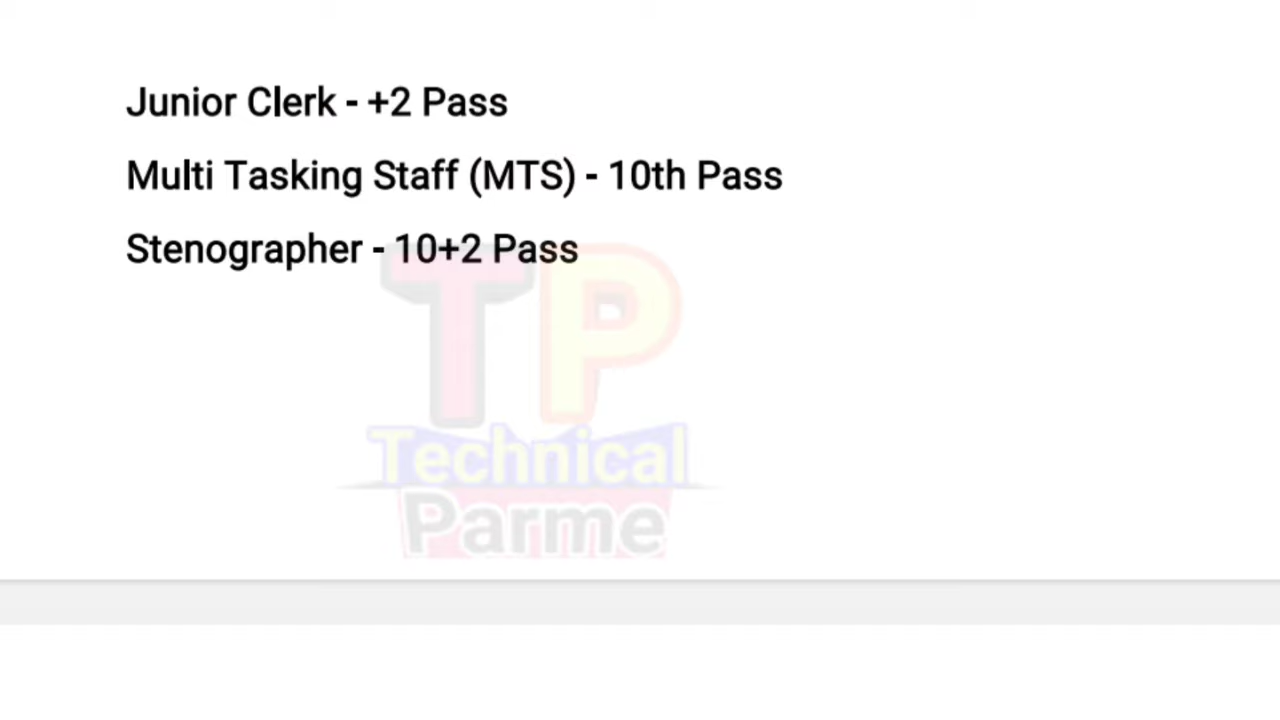 Junior Clerk - +2 Pass
Multi Tasking Staff (MTS) - 10th Pass
Stenographer - 10+2 Pass
TP
Technical
Parme